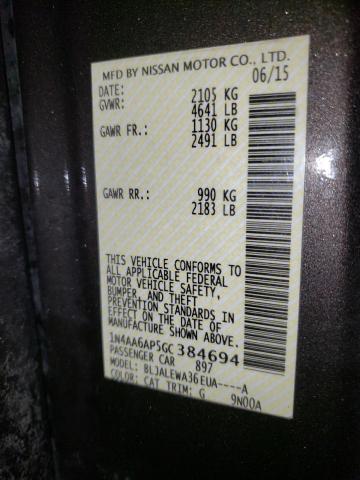 MFD BY NISSAN MOTOR CO., LTD.
DATE: 06/15
GVWR: 2105 KG
4641 LB
GAWR FR.: 1130 KG
2491 LB
GAWR RR.: 990 KG
2183 LB
THIS VEHICLE CONFORMS TO
ALL APPLICABLE FEDERAL
MOTOR VEHICLE SAFETY,
BUMPER, AND THEFT
PREVENTION STANDARDS IN
EFFECT ON THE DATE OF
MANUFACTURE SHOWN ABOVE.
1N4AA6AP5GC384694
PASSENGER CAR 897
MODEL: BLJALEWA36EUA----A
COLOR: CAT TRIM: G 9N00A